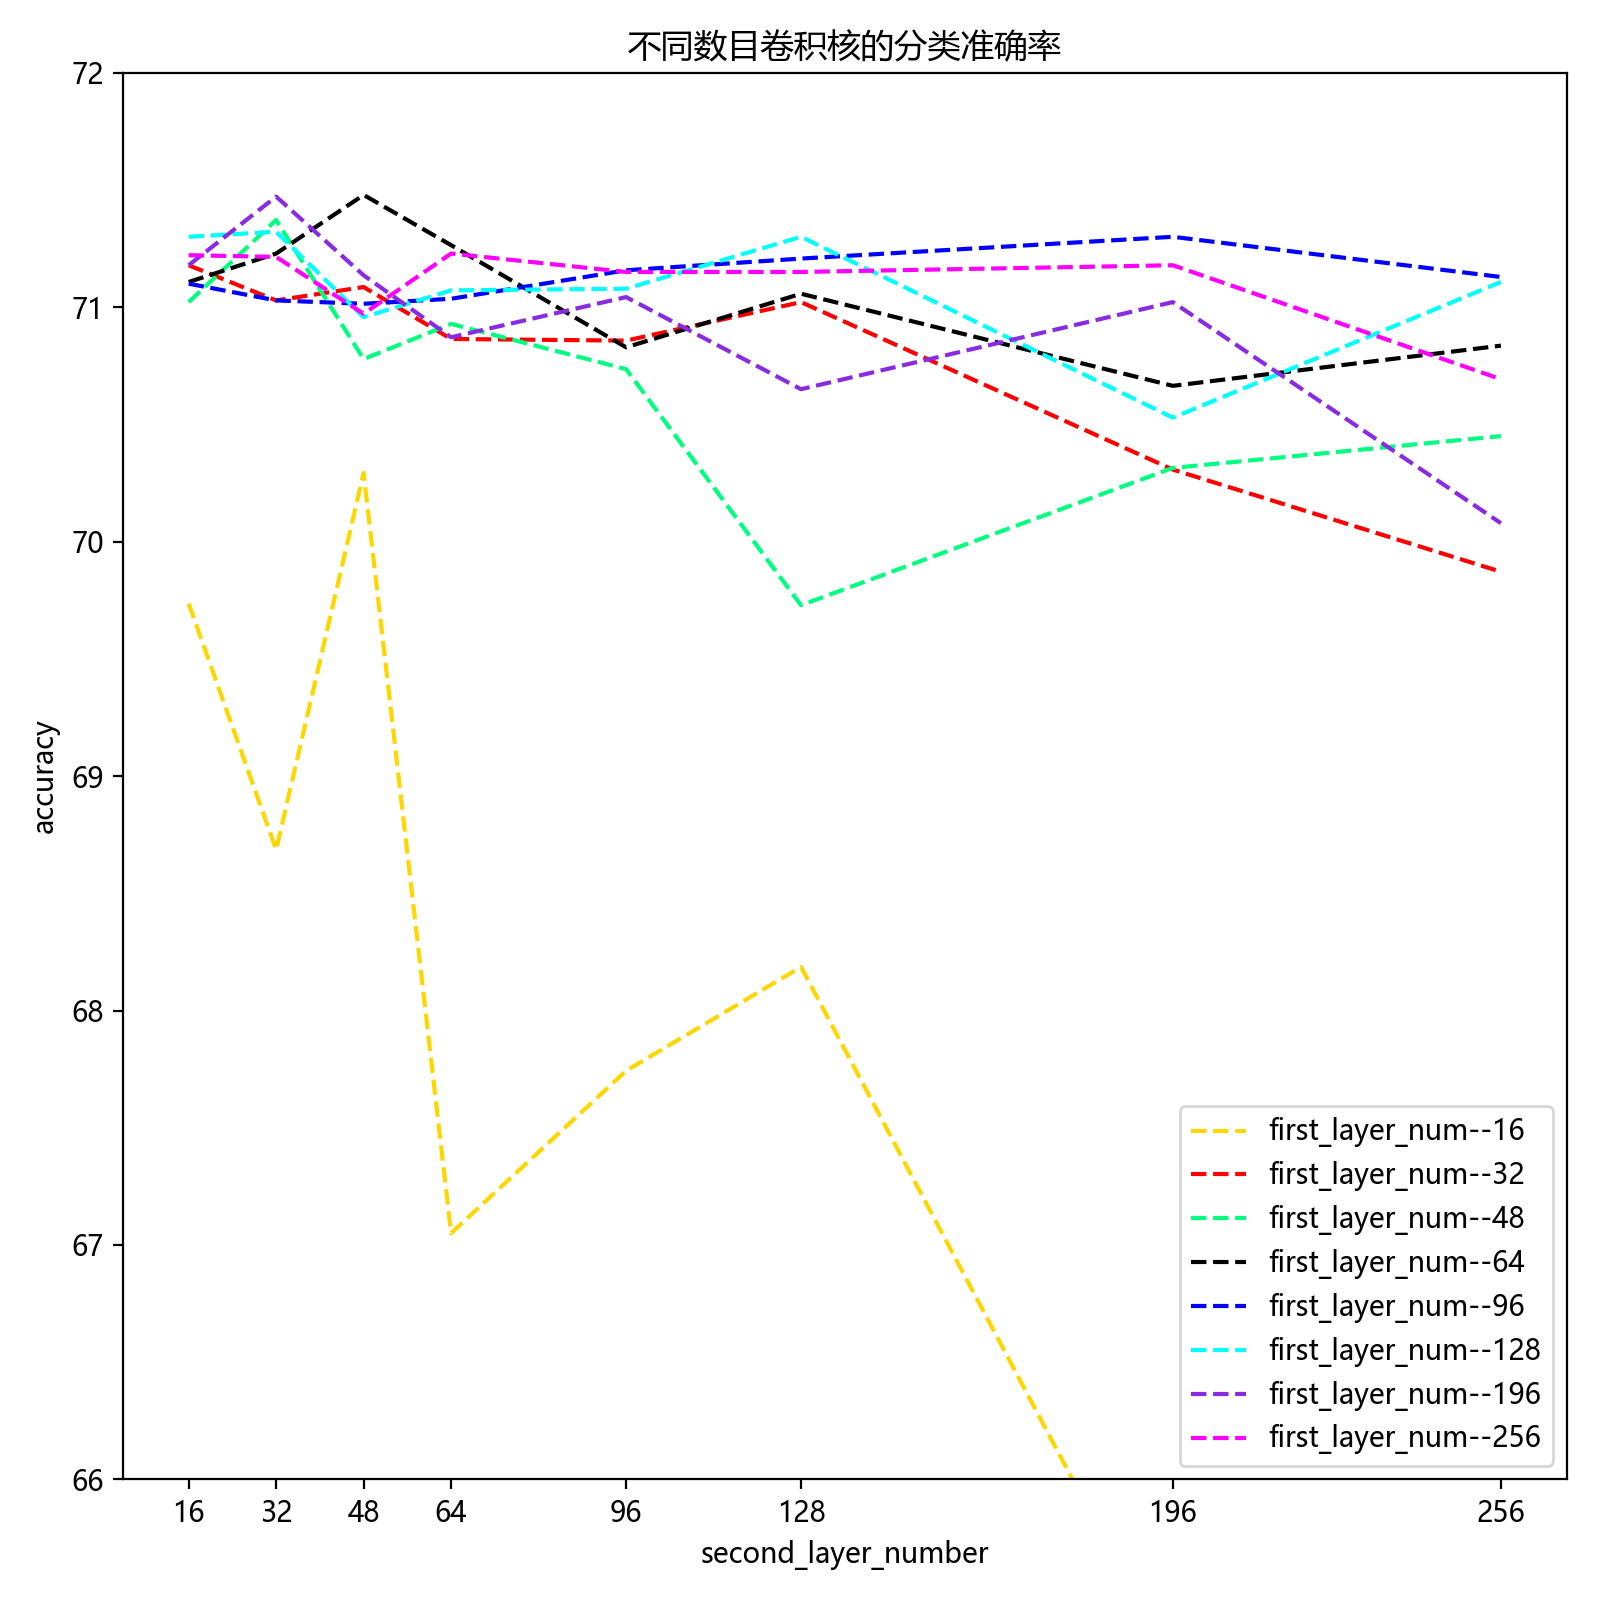 不同数目卷积核的分类准确率
72
71
70
69
68
67
66
accuracy
first_layer_num--16
first_layer_num--32
first_layer_num--48
first_layer_num--64
first_layer_num--96
first_layer_num--128
first_layer_num--196
first_layer_num--256
16 32 48 64 96 128 196 256
second_layer_number